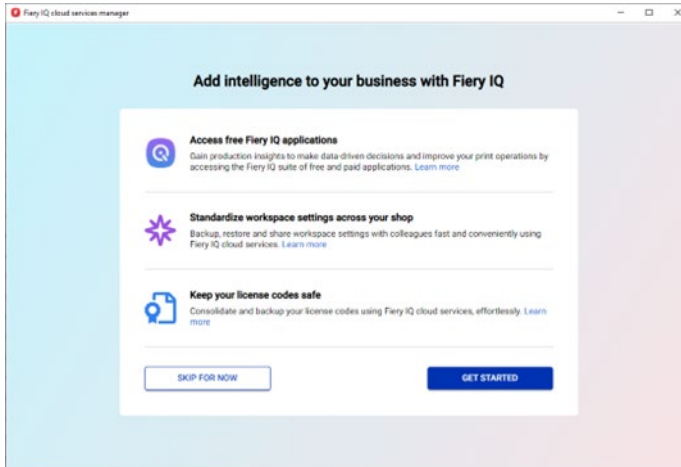 Fiery IQ cloud services manager
Add intelligence to your business with Fiery IQ
Access free Fiery IQ applications
Gain production insights to make data-driven decisions and improve your print operations by
accessing the Fiery IQ suite of free and paid applications. Learn more
Standardize workspace settings across your shop
Backup, restore and share workspace settings with colleagues fast and conveniently using
Fiery IQ cloud services. Learn more
Keep your license codes safe
Consolidate and backup your license codes using Fiery IQ cloud services, effortlessly. Learn
more
SKIP FOR NOW
GET STARTED